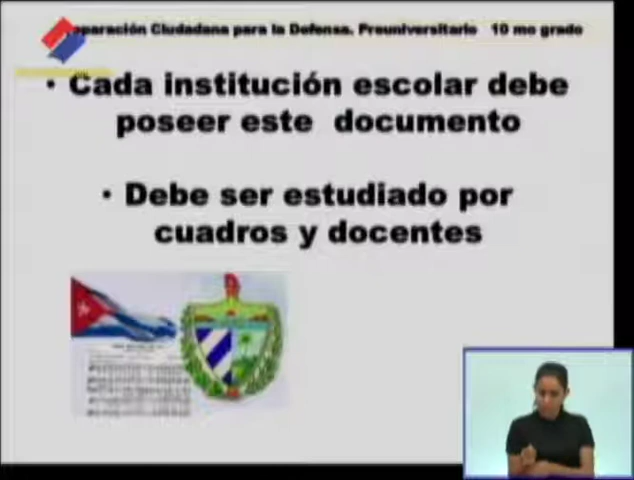 Preparación Ciudadana para la Defensa. Preuniversitario 10 mo grado
• Cada institución escolar debe
poseer este documento
• Debe ser estudiado por
cuadros y docentes